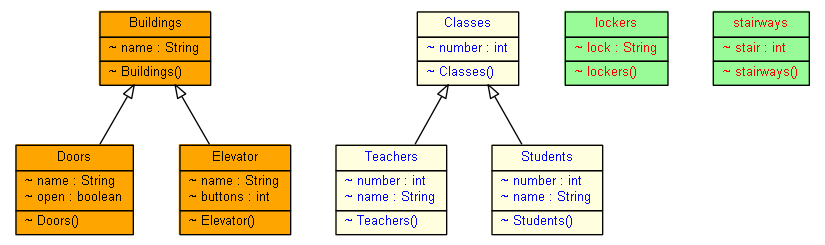 Buildings
~ name : String
~ Buildings()
Classes
~ number : int
~ Classes()
lockers
~ lock : String
~ lockers()
stairways
~ stair : int
~ stairways()
Doors
~ name : String
~ open : boolean
~ Doors()
Elevator
~ name : String
~ buttons : int
~ Elevator()
Teachers
~ number : int
~ name : String
~ Teachers()
Students
~ number : int
~ name : String
~ Students()